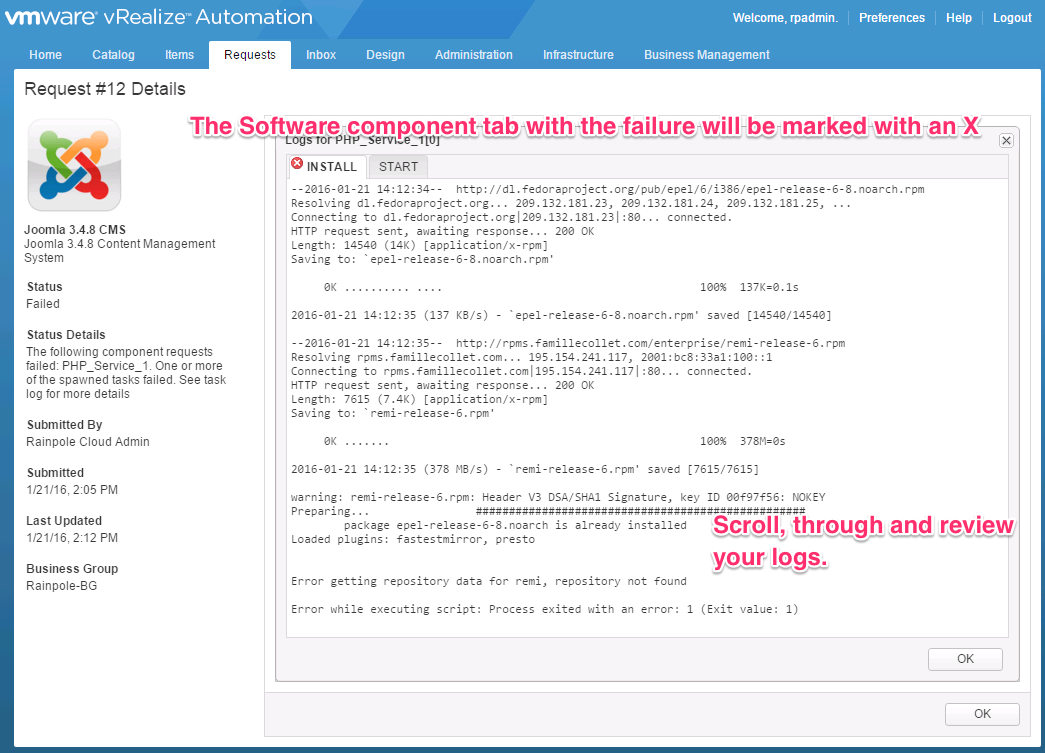 vmware® vRealize™ Automation
Welcome, rpadmin. Preferences Help Logout
Home Catalog Items Requests Inbox Design Administration Infrastructure Business Management
Request #12 Details
Joomla 3.4.8 CMS
Joomla 3.4.8 Content Management
System
Status
Failed
Status Details
The following component requests
failed: PHP_Service_1. One or more
of the spawned tasks failed. See task
log for more details
Submitted By
Rainpole Cloud Admin
Submitted
1/21/16, 2:05 PM
Last Updated
1/21/16, 2:12 PM
Business Group
Rainpole-BG
The Software component tab with the failure will be marked with an X
Logs for PHP_Service_1[0]
INSTALL START
--2016-01-21 14:12:34--  http://dl.fedoraproject.org/pub/epel/6/i386/epel-release-6-8.noarch.rpm
Resolving dl.fedoraproject.org... 209.132.181.23, 209.132.181.24, 209.132.181.25, ...
Connecting to dl.fedoraproject.org|209.132.181.23|:80... connected.
HTTP request sent, awaiting response... 200 OK
Length: 14540 (14K) [application/x-rpm]
Saving to: `epel-release-6-8.noarch.rpm'
0K .......... .... 100%  137K=0.1s
2016-01-21 14:12:35 (137 KB/s) - `epel-release-6-8.noarch.rpm' saved [14540/14540]
--2016-01-21 14:12:35--  http://rpms.famillecollet.com/enterprise/remi-release-6.rpm
Resolving rpms.famillecollet.com... 195.154.241.117, 2001:bc8:33a1:100::1
Connecting to rpms.famillecollet.com|195.154.241.117|:80... connected.
HTTP request sent, awaiting response... 200 OK
Length: 7615 (7.4K) [application/x-rpm]
Saving to: `remi-release-6.rpm'
0K ....... 100%  378M=0s
2016-01-21 14:12:35 (378 MB/s) - `remi-release-6.rpm' saved [7615/7615]
warning: remi-release-6.rpm: Header V3 DSA/SHA1 Signature, key ID 00f97f56: NOKEY
Preparing... ##################################################
package epel-release-6-8.noarch is already installed
Loaded plugins: fastestmirror, presto
Scroll, through and review
your logs.
Error getting repository data for remi, repository not found
Error while executing script: Process exited with an error: 1 (Exit value: 1)
OK
OK